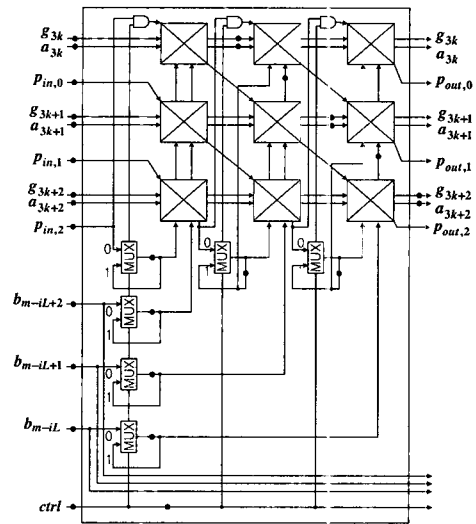 g3k g3k
a3k a3k
pin,0 pout,0
g3k+1 g3k+1
a3k+1 a3k+1
pin,1 pout,1
g3k+2 g3k+2
a3k+2 a3k+2
pin,2 pout,2
0 MUX 1 0 MUX 1 0 MUX 1
bm-iL+2 0 MUX 1
bm-iL+1 0 MUX 1
bm-iL 0 MUX 1
ctrl